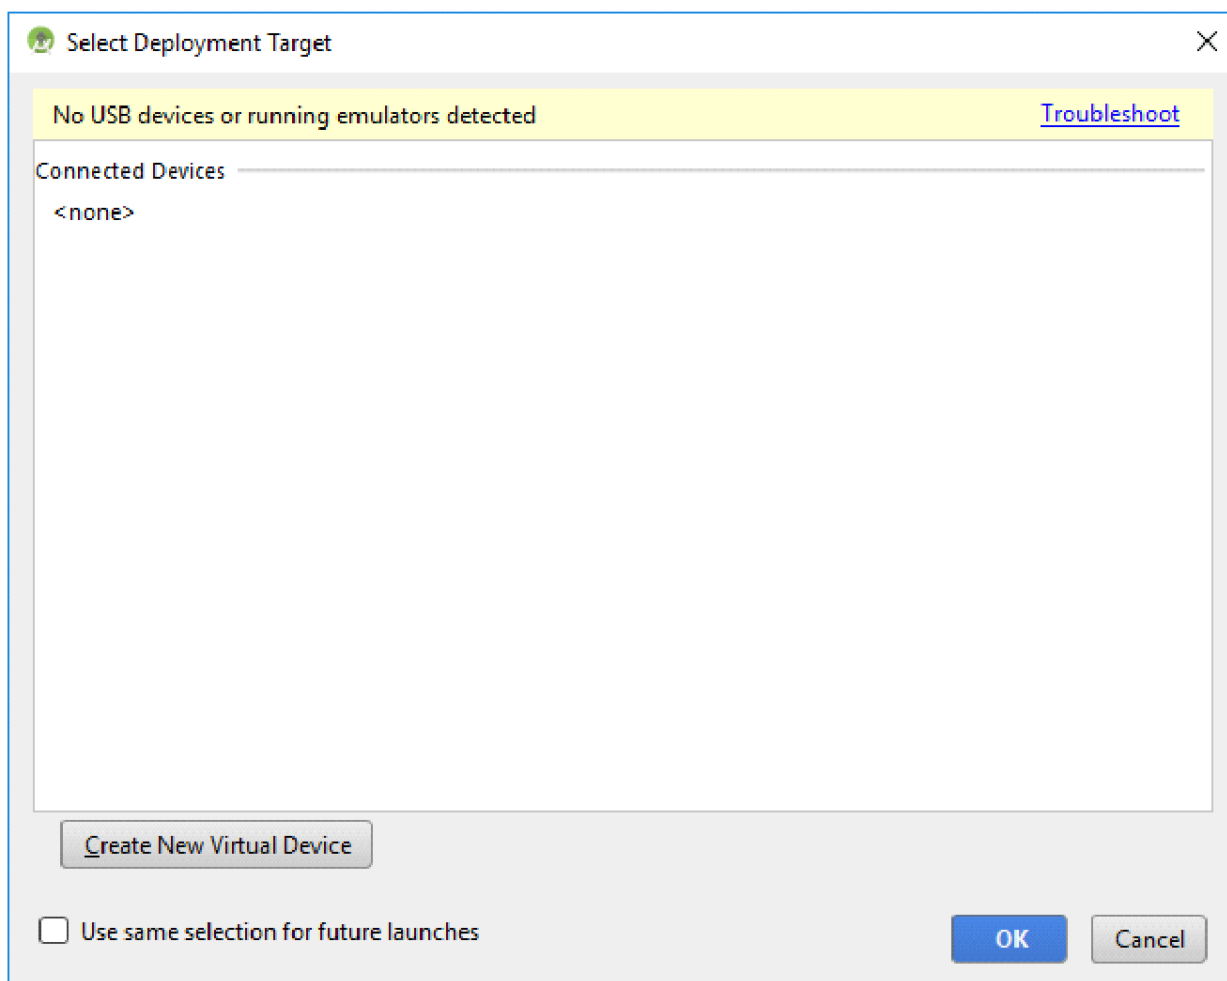 Select Deployment Target
No USB devices or running emulators detected Troubleshoot
Connected Devices
<none>
Create New Virtual Device
Use same selection for future launches
OK Cancel